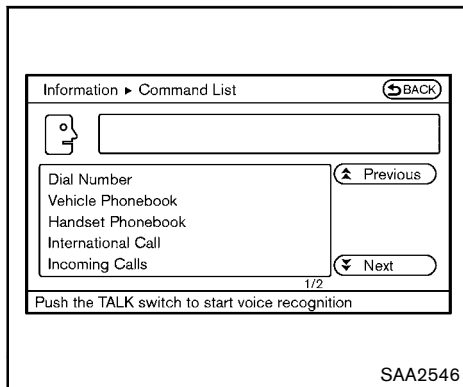 Information ▸ Command List
BACK
Dial Number
Previous
Vehicle Phonebook
Handset Phonebook
International Call
Incoming Calls
Next
1/2
Push the TALK switch to start voice recognition
SAA2546